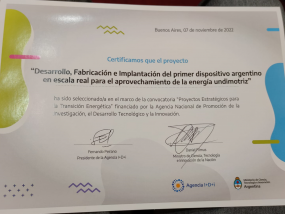 Buenos Aires, 07 de noviembre de 2023
Certificamos que el proyecto
"Desarrollo, Fabricación e Implantación del primer dispositivo argentino
en escala real para el aprovechamiento de la energía undimotriz"
ha sido seleccionado/a en el marco de la convocatoria "Proyectos Estratégicos para
la Transición Energética" financiado por la Agencia Nacional de Promoción de la
Investigación, el Desarrollo Tecnológico y la Innovación.
Fernando Peirano
Presidente de la Agencia I+D+i
Daniel Filmus
Ministro de Ciencia, Tecnología
e Innovación de la Nación
Agencia I+D+i
Argentina